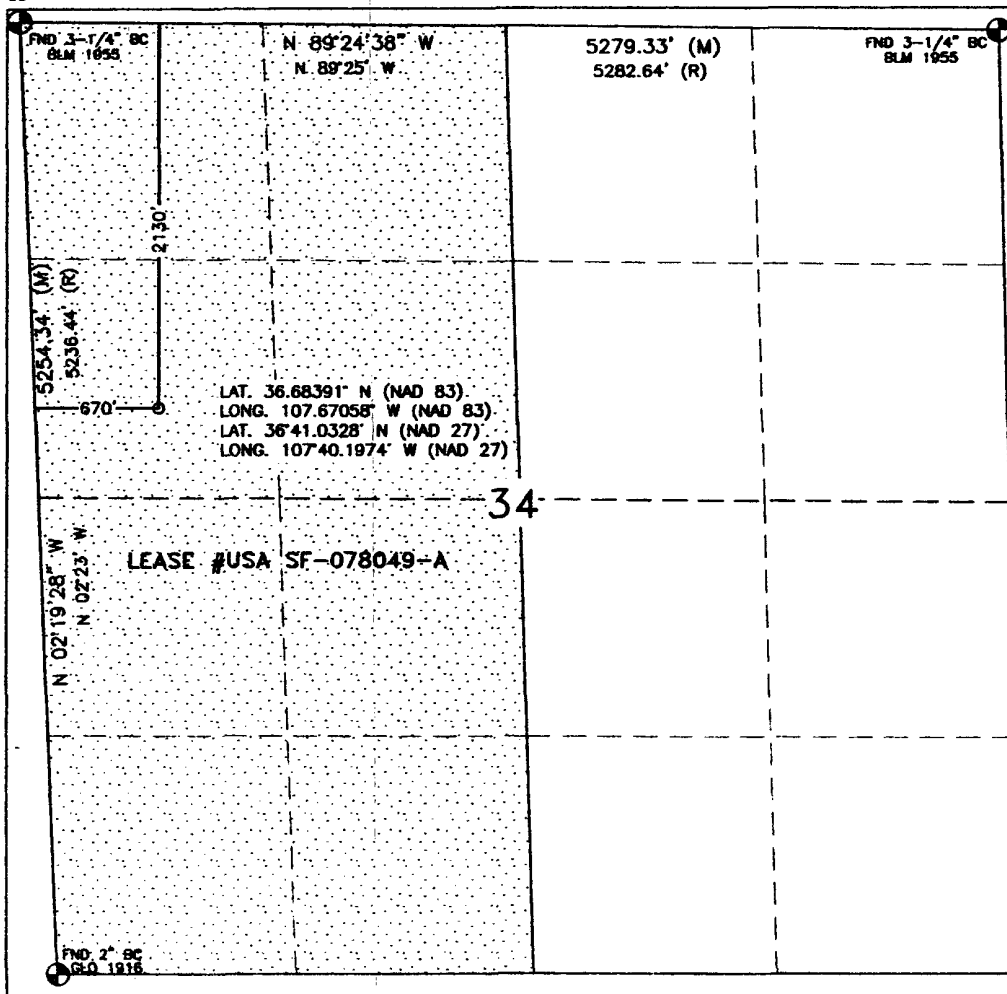 FND 3-1/4" BC
BLM 1955
N 89°24'38" W
N 89°25' W
5279.33' (M)
5282.64' (R)
FND 3-1/4" BC
BLM 1955
2130'
5254.34' (M)
5236.44' (R)
670'
LAT. 36.68391° N (NAD 83)
LONG. 107.67058° W (NAD 83)
LAT. 36°41.0328' N (NAD 27)
LONG. 107°40.1974' W (NAD 27)
34
LEASE #USA SF-078049-A
N 02°19'28" W
N 02°23' W
FND 2" BC
GLO 1916